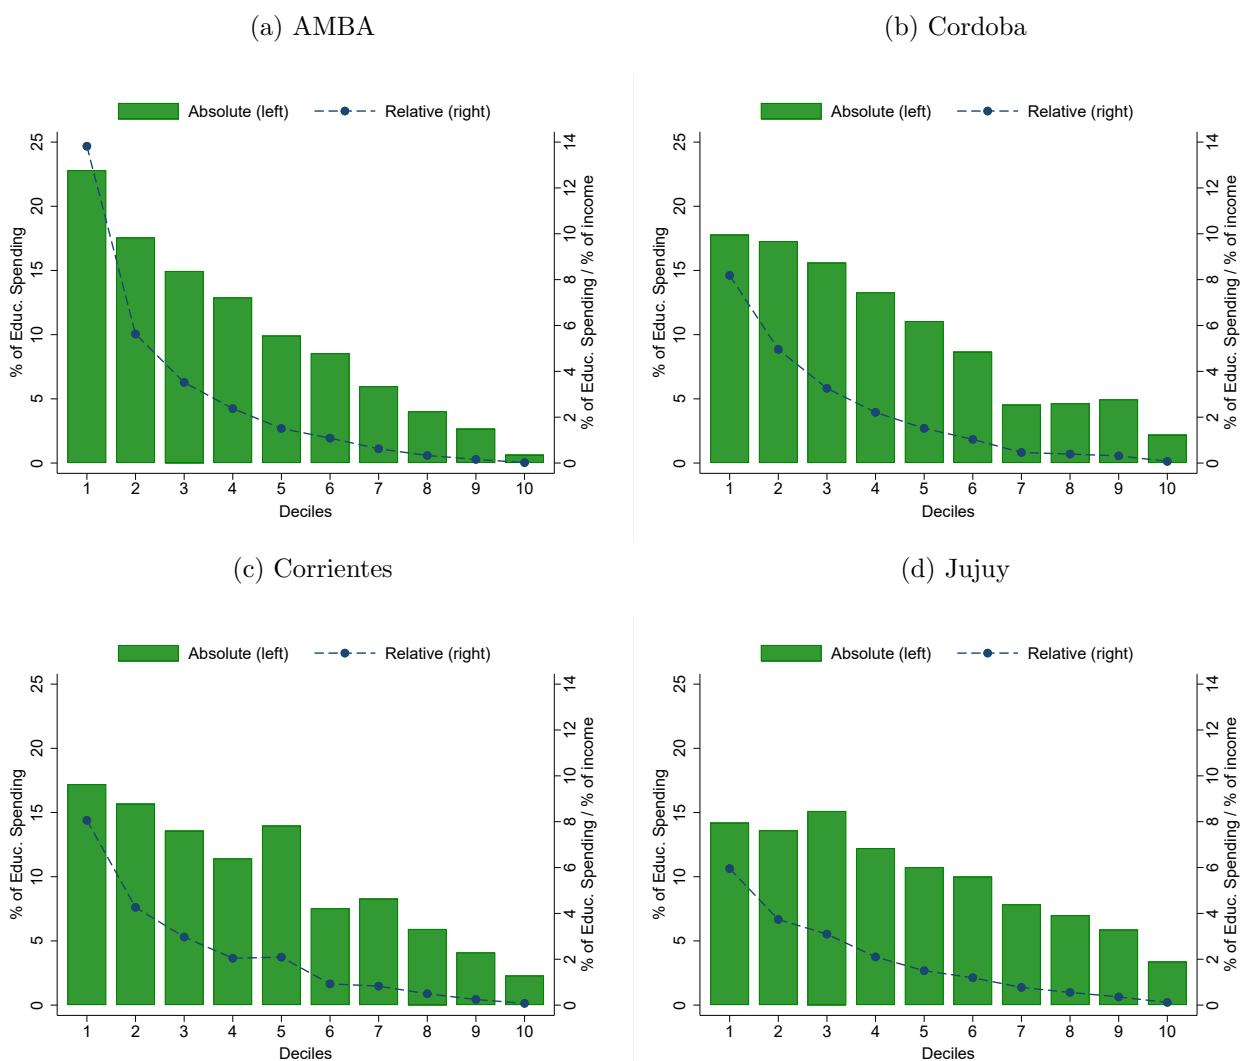 (a) AMBA
Absolute (left) Relative (right)
% of Educ. Spending
25
20
15
10
5
0
14
12
10
8
6
4
2
0
% of Educ. Spending / % of income
1 2 3 4 5 6 7 8 9 10
Deciles
(b) Cordoba
Absolute (left) Relative (right)
% of Educ. Spending
25
20
15
10
5
0
14
12
10
8
6
4
2
0
% of Educ. Spending / % of income
1 2 3 4 5 6 7 8 9 10
Deciles
(c) Corrientes
Absolute (left) Relative (right)
% of Educ. Spending
25
20
15
10
5
0
14
12
10
8
6
4
2
0
% of Educ. Spending / % of income
1 2 3 4 5 6 7 8 9 10
Deciles
(d) Jujuy
Absolute (left) Relative (right)
% of Educ. Spending
25
20
15
10
5
0
14
12
10
8
6
4
2
0
% of Educ. Spending / % of income
1 2 3 4 5 6 7 8 9 10
Deciles